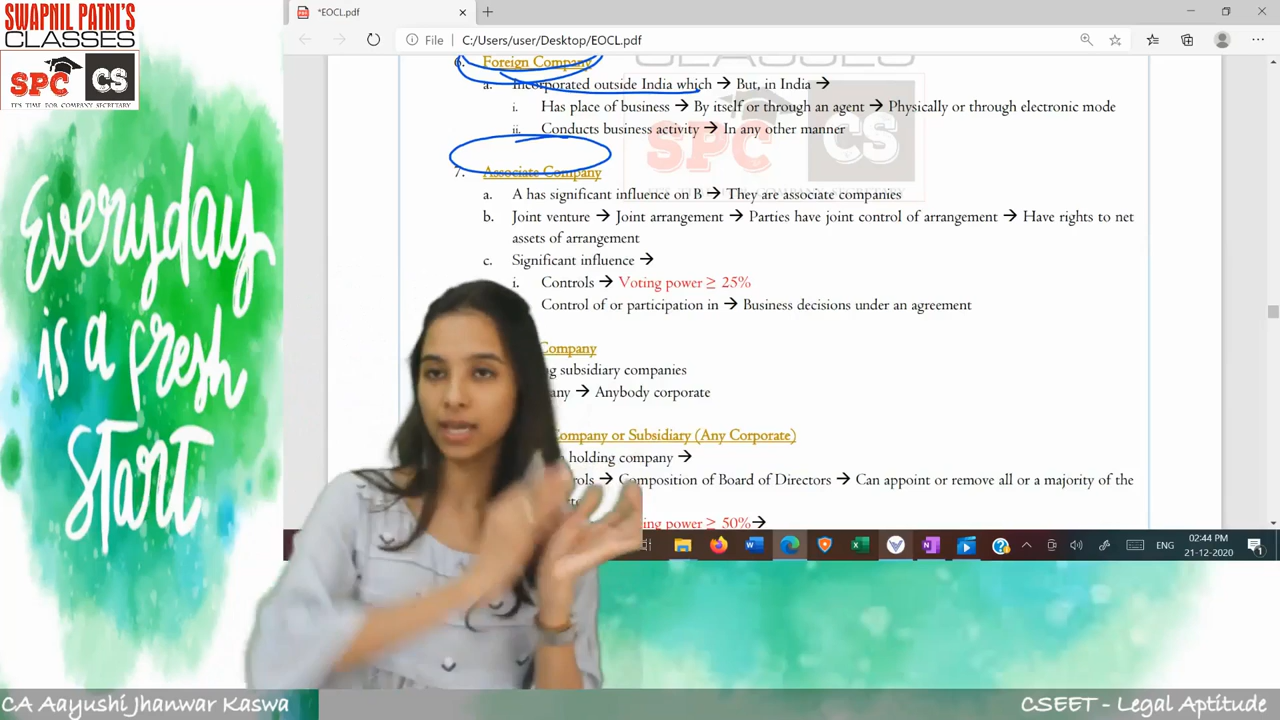 SWAPNIL PATNI'S
CLASSES
SPC CS
IT'S TIME FOR COMPANY SECRETARY
Everyday
is a
fresh
START
*EOCL.pdf
File C:/Users/user/Desktop/EOCL.pdf
6. Foreign Company
a. Incorporated outside India which → But, in India →
i. Has place of business → By itself or through an agent → Physically or through electronic mode
ii. Conducts business activity → In any other manner
SPC CS
7. Associate Company
a. A has significant influence on B → They are associate companies
b. Joint venture → Joint arrangement → Parties have joint control of arrangement → Have rights to net
assets of arrangement
c. Significant influence →
i. Controls → Voting power ≥ 25%
Control of or participation in → Business decisions under an agreement
Company
subsidiary companies
→ Anybody corporate
Company or Subsidiary (Any Corporate)
holding company →
→ Composition of Board of Directors → Can appoint or remove all or a majority of the
power ≥ 50% →
ENG
02:44 PM
21-12-2020
CA Aayushi Jhanwar Kaswa
CSEET - Legal Aptitude